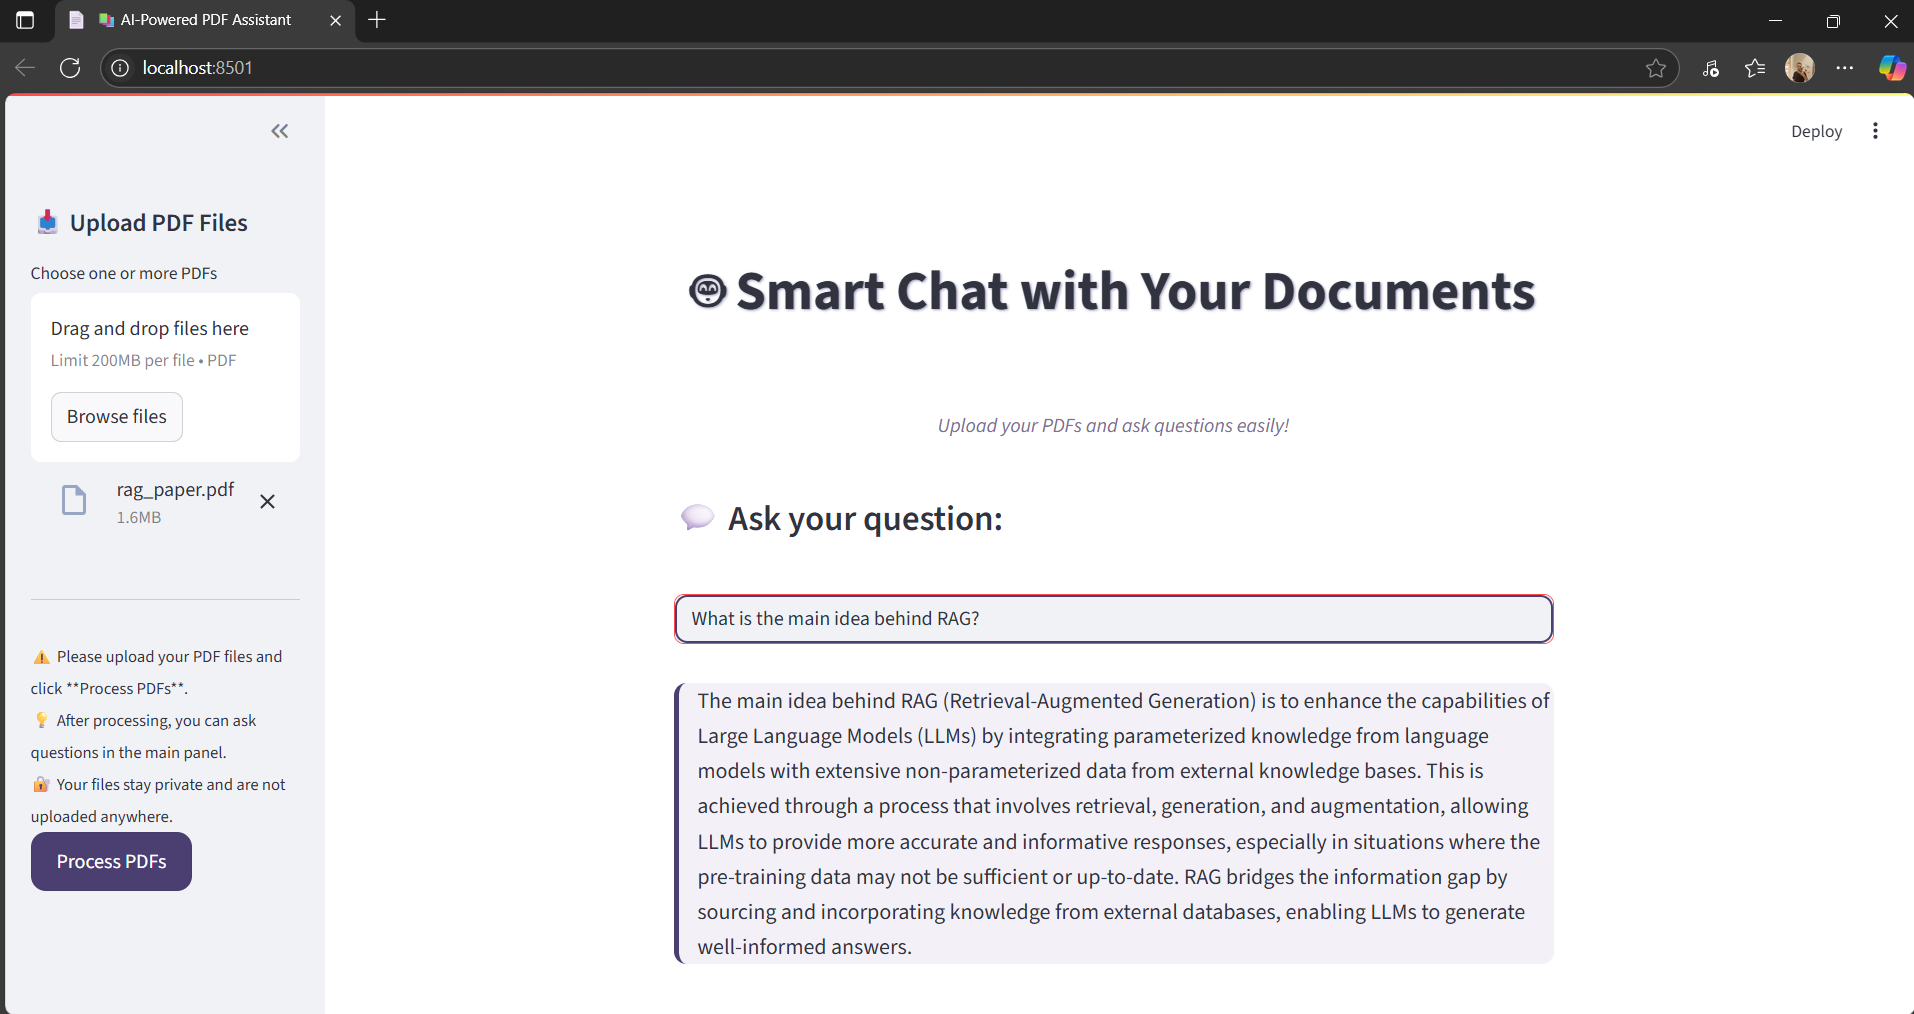 AI-Powered PDF Assistant
localhost:8501
Deploy
Upload PDF Files
Choose one or more PDFs
Drag and drop files here
Limit 200MB per file • PDF
Browse files
rag_paper.pdf
1.6MB
Please upload your PDF files and
click **Process PDFs**.
After processing, you can ask
questions in the main panel.
Your files stay private and are not
uploaded anywhere.
Process PDFs
Smart Chat with Your Documents
Upload your PDFs and ask questions easily!
Ask your question:
What is the main idea behind RAG?
The main idea behind RAG (Retrieval-Augmented Generation) is to enhance the capabilities of
Large Language Models (LLMs) by integrating parameterized knowledge from language
models with extensive non-parameterized data from external knowledge bases. This is
achieved through a process that involves retrieval, generation, and augmentation, allowing
LLMs to provide more accurate and informative responses, especially in situations where the
pre-training data may not be sufficient or up-to-date. RAG bridges the information gap by
sourcing and incorporating knowledge from external databases, enabling LLMs to generate
well-informed answers.